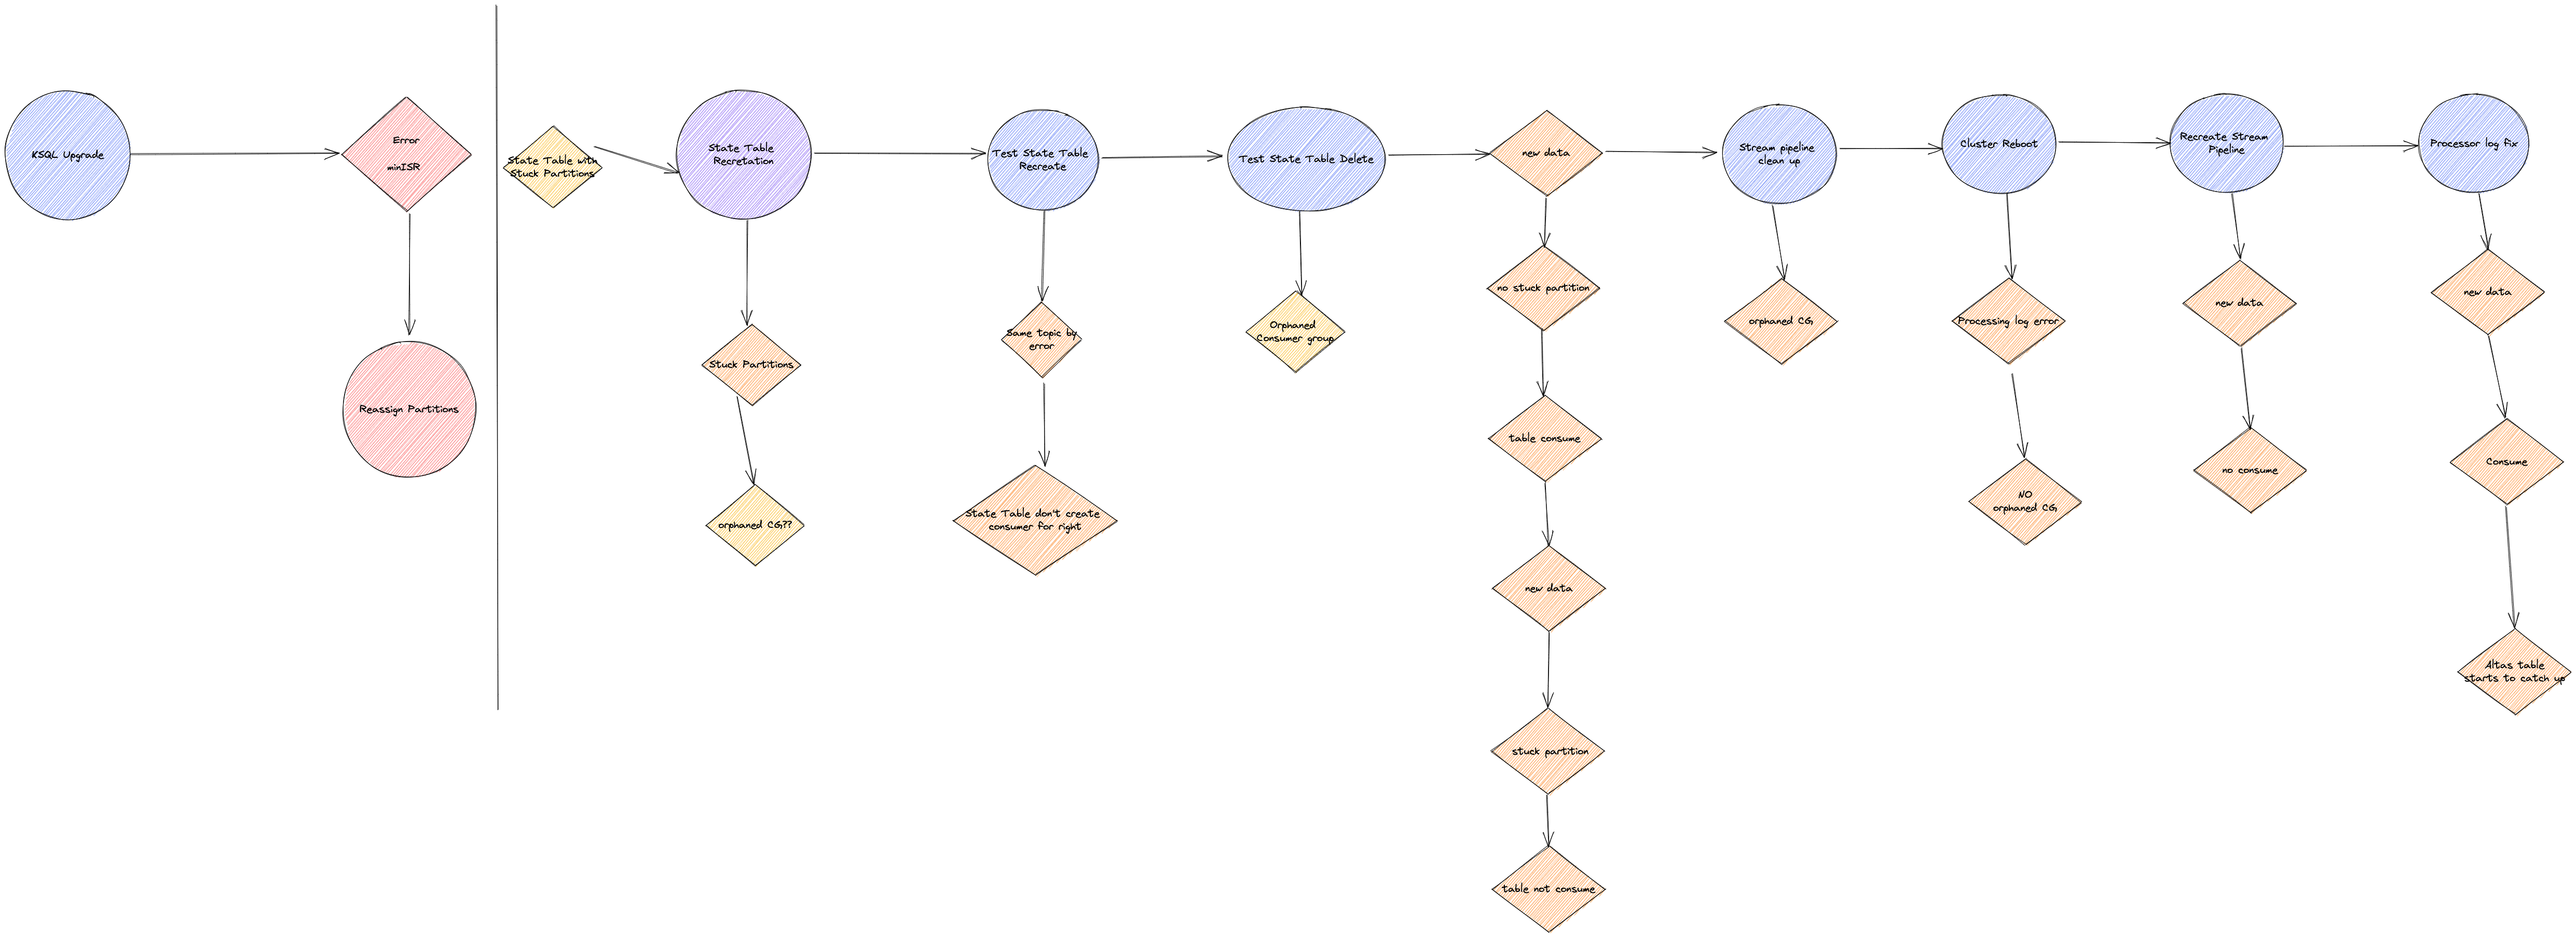 KSQL Upgrade
Error
minISR
Reassign Partitions
State Table with
Stuck Partitions
State Table
Recretation
Stuck Partitions
orphaned CG??
Test State Table
Recreate
Same topic by
error
State Table don't create
consumer for right
Test State Table Delete
Orphaned
Consumer group
new data
no stuck partition
table consume
new data
stuck partition
table not consume
Stream pipeline
clean up
orphaned CG
Cluster Reboot
Processing log error
NO
orphaned CG
Recreate Stream
Pipeline
new data
no consume
Processor log fix
new data
Consume
Altas table
starts to catch up